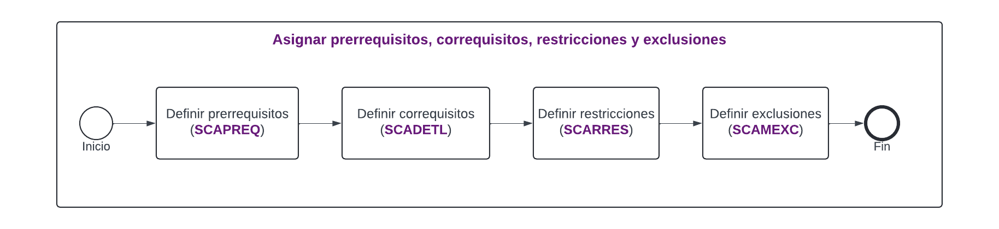 Asignar prerrequisitos, correquisitos, restricciones y exclusiones
Inicio
Definir prerrequisitos
(SCAPREQ)
Definir correquisitos
(SCADETL)
Definir restricciones
(SCARRES)
Definir exclusiones
(SCAMEXC)
Fin